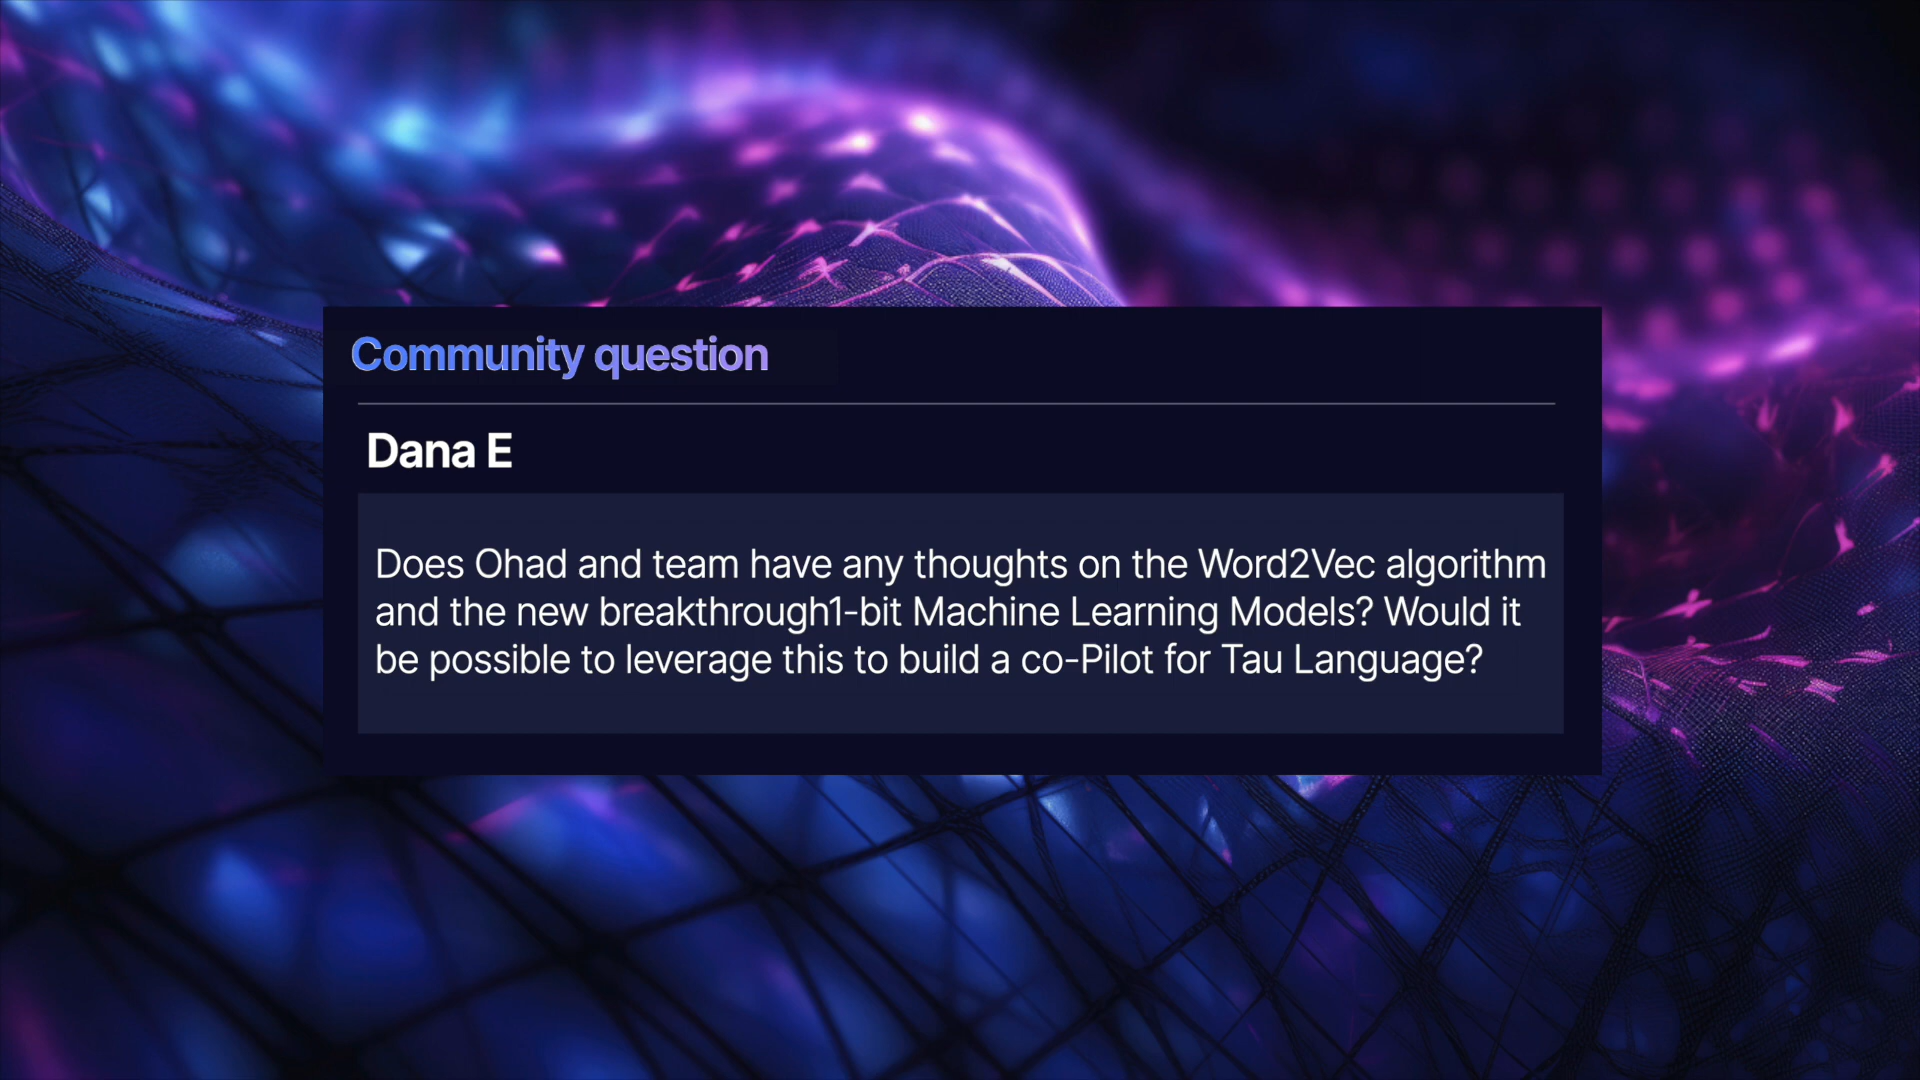 Community question
Dana E
Does Ohad and team have any thoughts on the Word2Vec algorithm
and the new breakthrough1-bit Machine Learning Models? Would it
be possible to leverage this to build a co-Pilot for Tau Language?